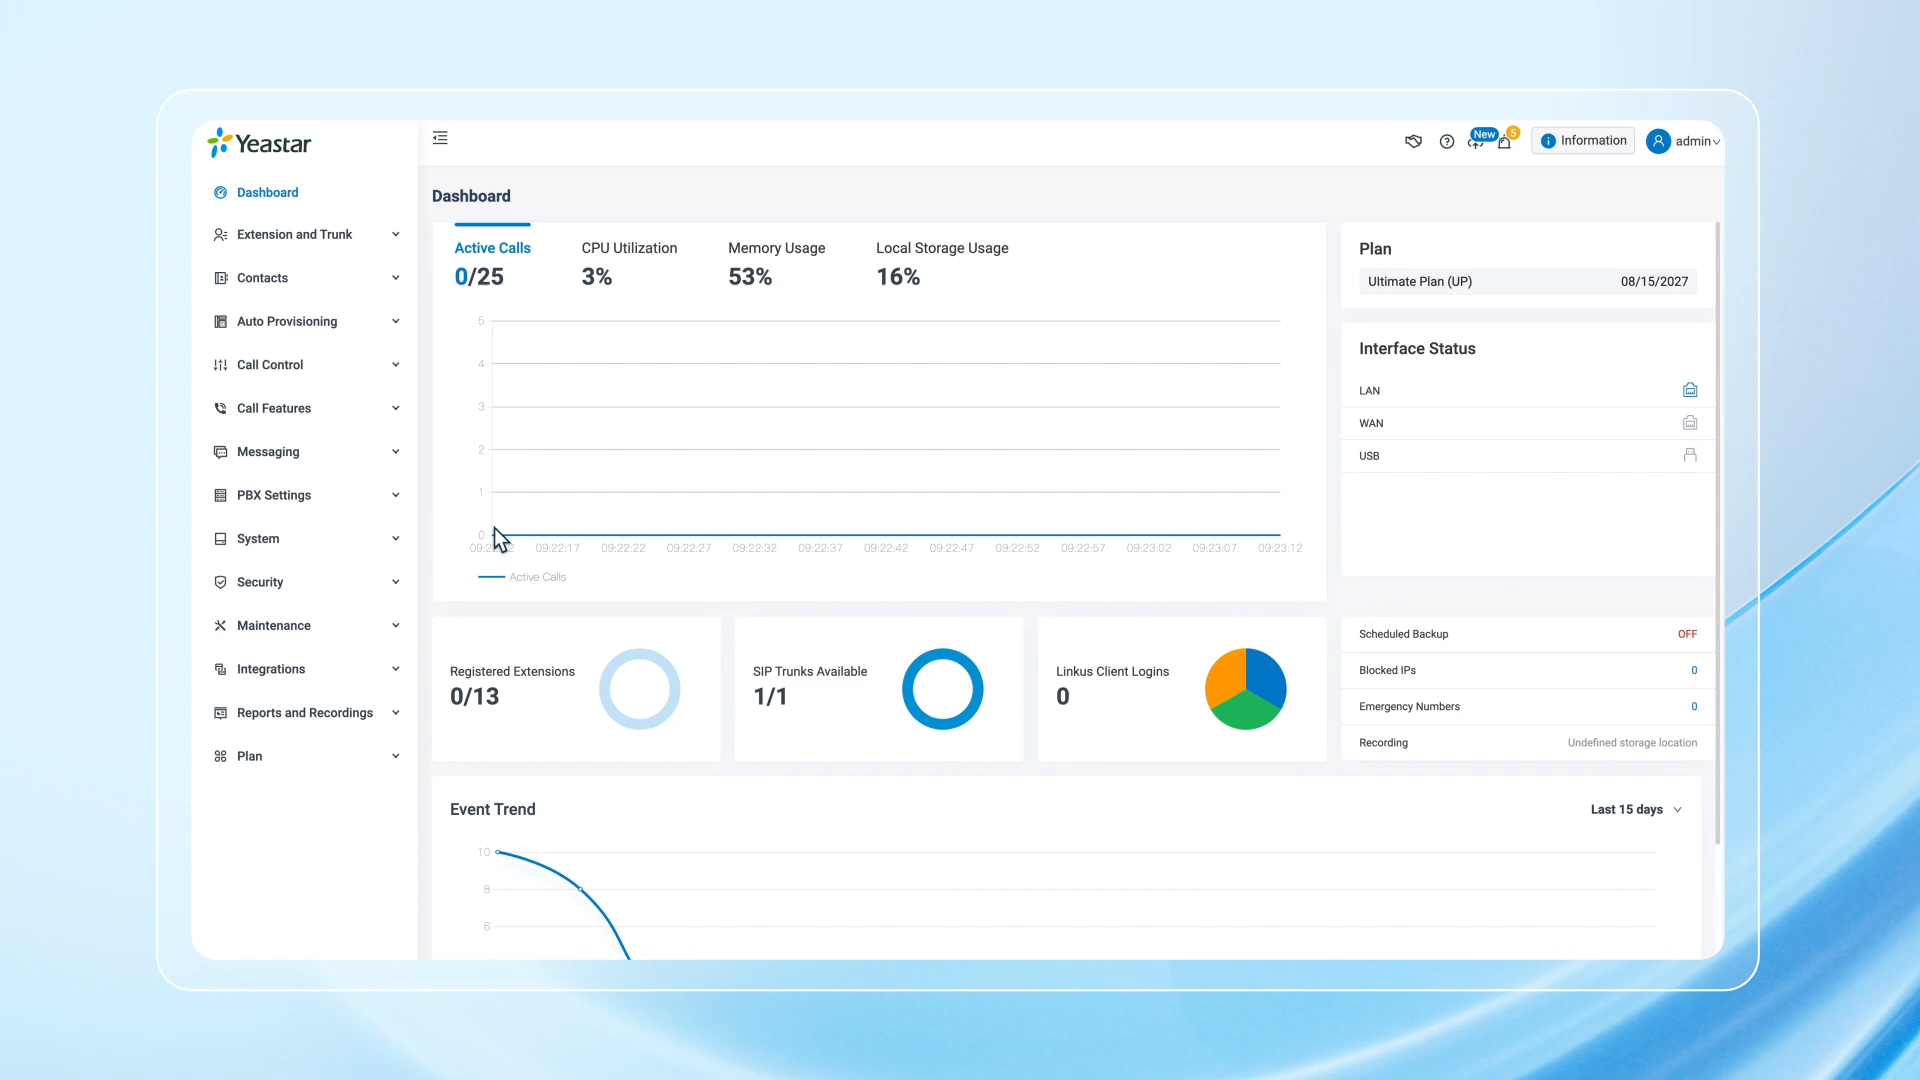 Yeastar
New
5
Information
admin
Dashboard
Extension and Trunk
Contacts
Auto Provisioning
Call Control
Call Features
Messaging
PBX Settings
System
Security
Maintenance
Integrations
Reports and Recordings
Plan
Dashboard
Active Calls
0/25
CPU Utilization
3%
Memory Usage
53%
Local Storage Usage
16%
5
4
3
2
1
0
09:22:17
09:22:22
09:22:27
09:22:32
09:22:37
09:22:42
09:22:47
09:22:52
09:22:57
09:23:02
09:23:07
09:23:12
Active Calls
Plan
Ultimate Plan (UP) 08/15/2027
Interface Status
LAN
WAN
USB
Registered Extensions
0/13
SIP Trunks Available
1/1
Linkus Client Logins
0
Scheduled Backup OFF
Blocked IPs 0
Emergency Numbers 0
Recording Undefined storage location
Event Trend
Last 15 days
10
8
6